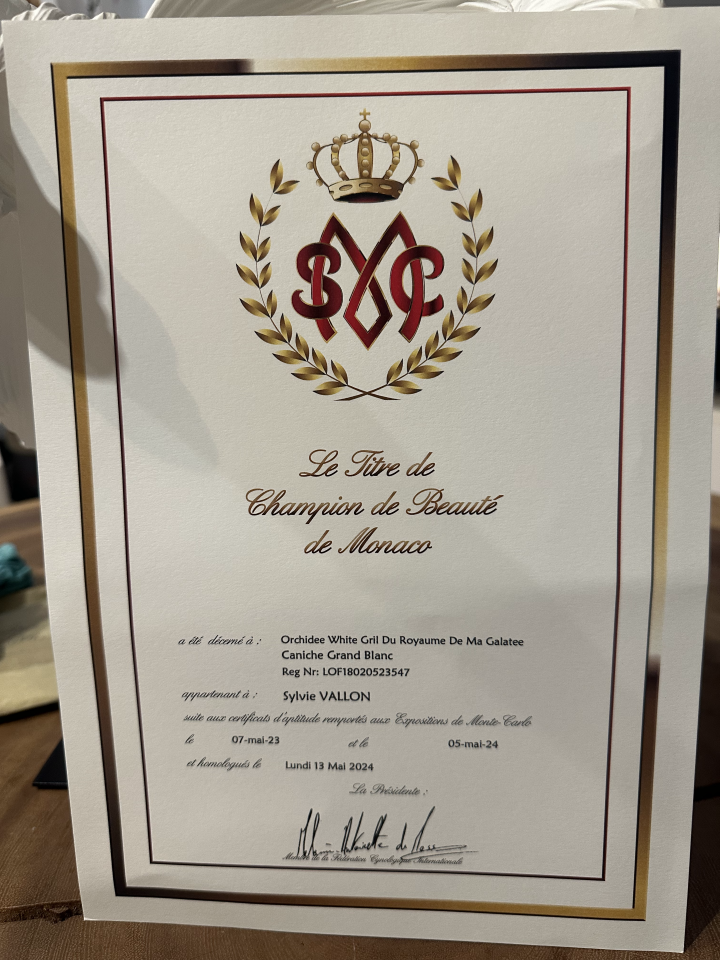 SMC
Le Titre de
Champion de Beauté
de Monaco
a été décerné à : Orchidee White Gril Du Royaume De Ma Galatee
Caniche Grand Blanc
Reg Nr: LOF18020523547
appartenant à : Sylvie VALLON
suite aux certificats d'aptitude remportés aux Expositions de Monte-Carlo
le 07-mai-23 et le 05-mai-24
et homologués le Lundi 13 Mai 2024
La Présidente :
Membre de la Fédération Cynologique Internationale